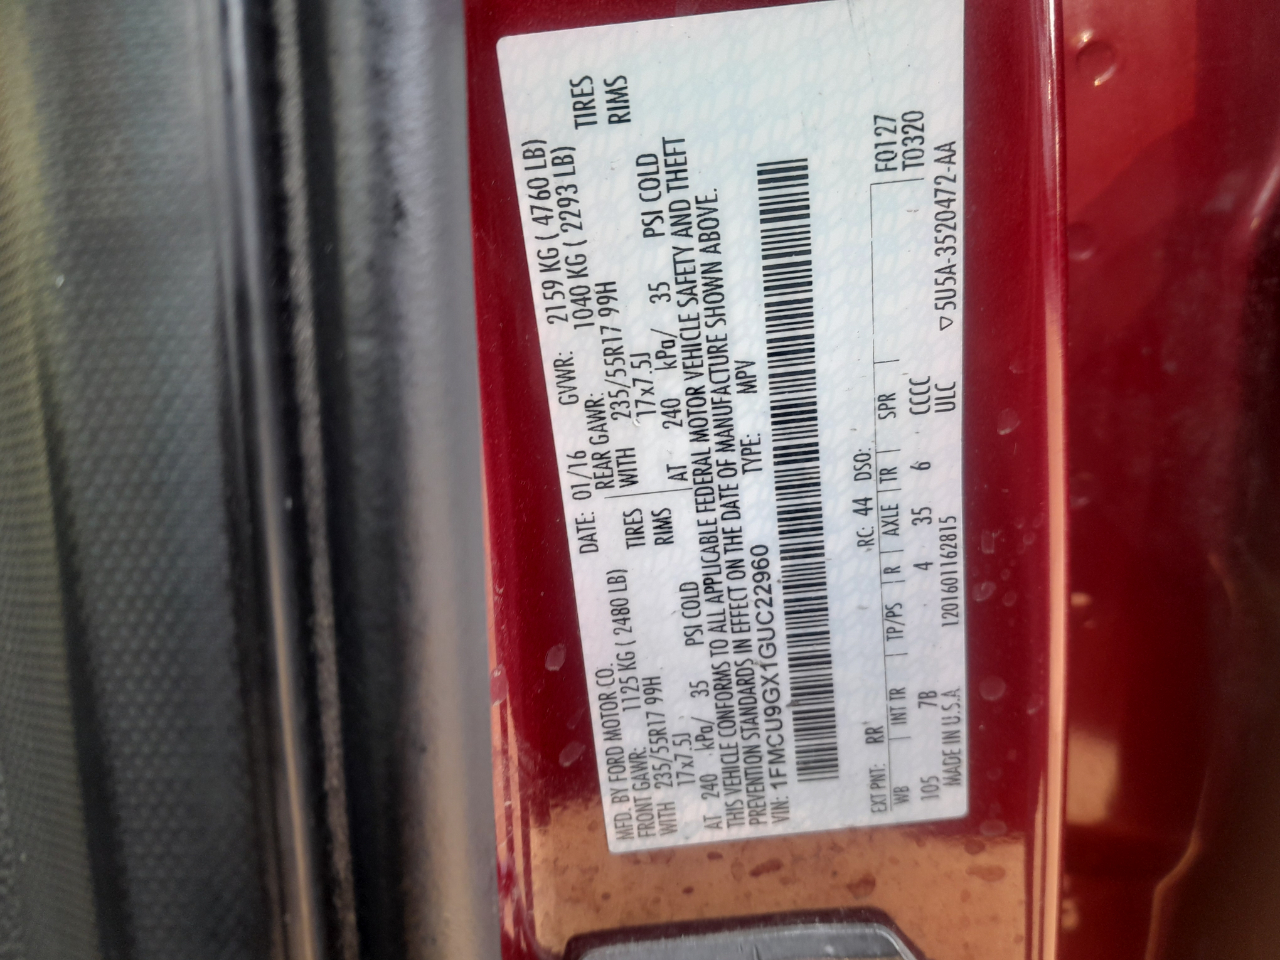 MFD. BY FORD MOTOR CO.
DATE: 01/16 GVWR: 2159 KG ( 4760 LB)
FRONT GAWR: 1125 KG ( 2480 LB) REAR GAWR: 1040 KG ( 2293 LB)
WITH 235/55R17 99H TIRES WITH 235/55R17 99H TIRES
17x7.5J RIMS 17x7.5J RIMS
AT 240 kPa/ 35 PSI COLD AT 240 kPa/ 35 PSI COLD
THIS VEHICLE CONFORMS TO ALL APPLICABLE FEDERAL MOTOR VEHICLE SAFETY AND THEFT
PREVENTION STANDARDS IN EFFECT ON THE DATE OF MANUFACTURE SHOWN ABOVE.
VIN: 1FMCU9GX1GUC22960 TYPE: MPV
EXT PNT: RR RC: 44 DSO: F0127
WB INT TR TP/PS R AXLE TR SPR T0320
105 7B 4 35 6 CCCC
MADE IN U.S.A 120160116 2815 ULC ▽5U5A-3520472-AA